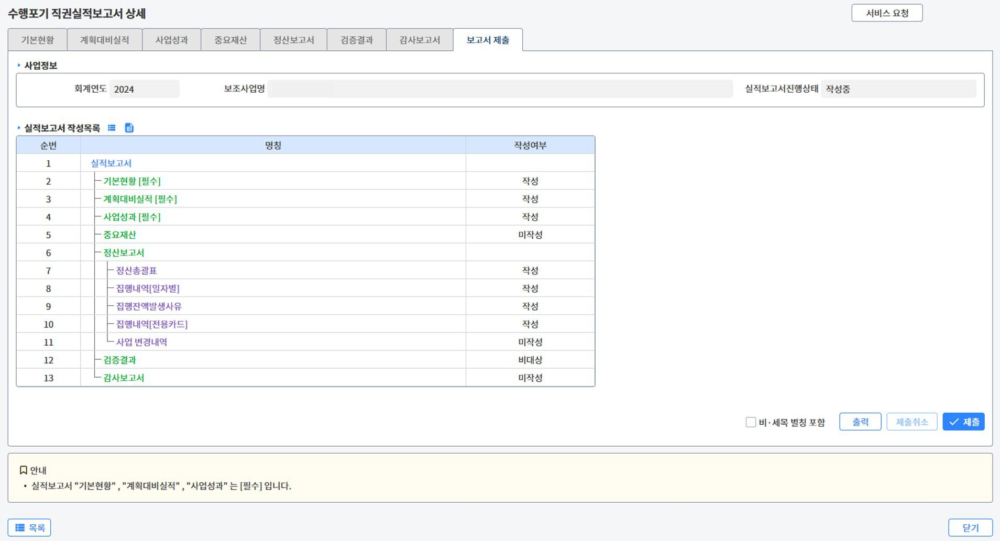 수행포기 직권실적보고서 상세
서비스 요청
기본현황 계획대비실적 사업성과 중요재산 정산보고서 검증결과 감사보고서 보고서 제출
사업정보
회계연도 2024 보조사업명 실적보고서진행상태 작성중
실적보고서 작성목록
순번 명칭 작성여부
1 실적보고서
2 기본현황 [필수] 작성
3 계획대비실적 [필수] 작성
4 사업성과 [필수] 작성
5 중요재산 미작성
6 정산보고서
7 정산총괄표 작성
8 집행내역[일자별] 작성
9 집행잔액발생사유 작성
10 집행내역[전용카드] 작성
11 사업 변경내역 미작성
12 검증결과 비대상
13 감사보고서 미작성
비·세목 별칭 포함 출력 제출취소 제출
안내
• 실적보고서 "기본현황" , "계획대비실적" , "사업성과" 는 [필수] 입니다.
목록 닫기